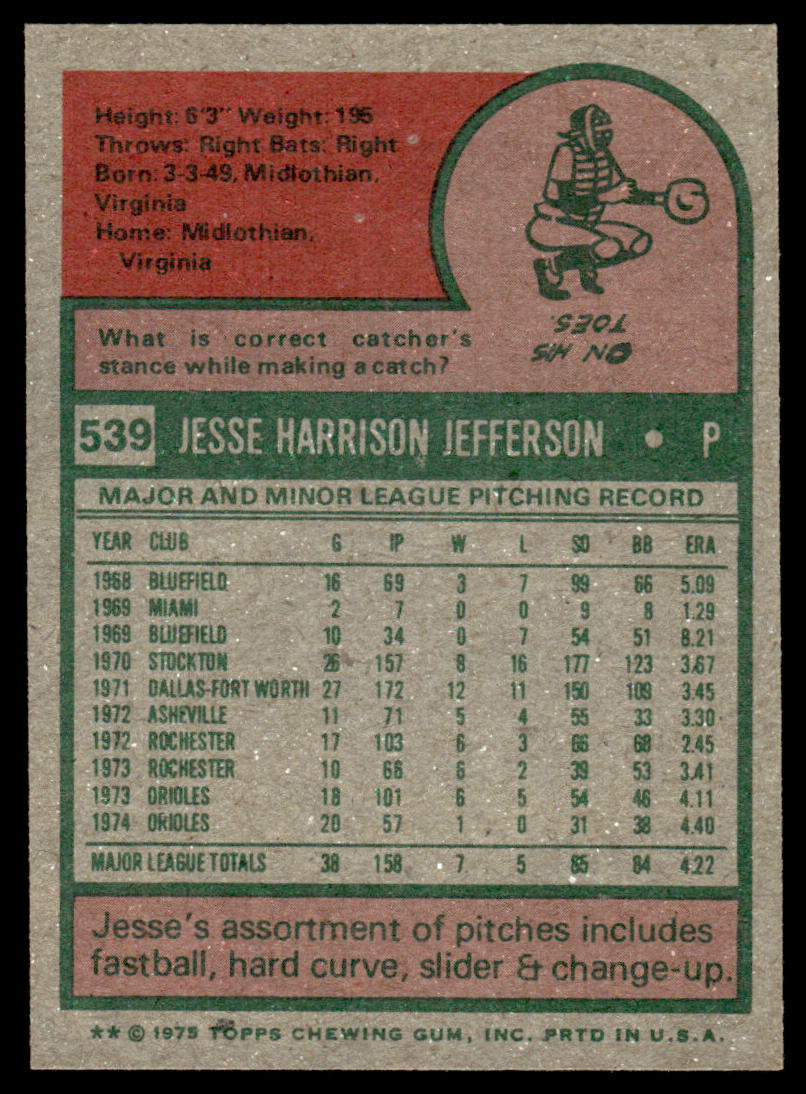 Height: 6'3" Weight: 195
Throws: Right Bats: Right
Born: 3-3-49, Midlothian,
Virginia
Home: Midlothian,
Virginia
What is correct catcher's
stance while making a catch?
ON HIS
TOES.
539 JESSE HARRISON JEFFERSON • P
MAJOR AND MINOR LEAGUE PITCHING RECORD
YEAR CLUB G IP W L SO BB ERA
1968 BLUEFIELD 16 69 3 7 99 66 5.09
1969 MIAMI 2 7 0 0 9 8 1.29
1969 BLUEFIELD 10 34 0 7 54 51 8.21
1970 STOCKTON 26 157 8 16 177 123 3.67
1971 DALLAS-FORT WORTH 27 172 12 11 150 109 3.45
1972 ASHEVILLE 11 71 5 4 55 33 3.30
1972 ROCHESTER 17 103 6 3 66 68 2.45
1973 ROCHESTER 10 66 6 2 39 53 3.41
1973 ORIOLES 18 101 6 5 54 46 4.11
1974 ORIOLES 20 57 1 0 31 38 4.40
MAJOR LEAGUE TOTALS 38 158 7 5 85 84 4.22
Jesse's assortment of pitches includes
fastball, hard curve, slider & change-up.
** © 1975 TOPPS CHEWING GUM, INC. PRTD IN U.S.A.